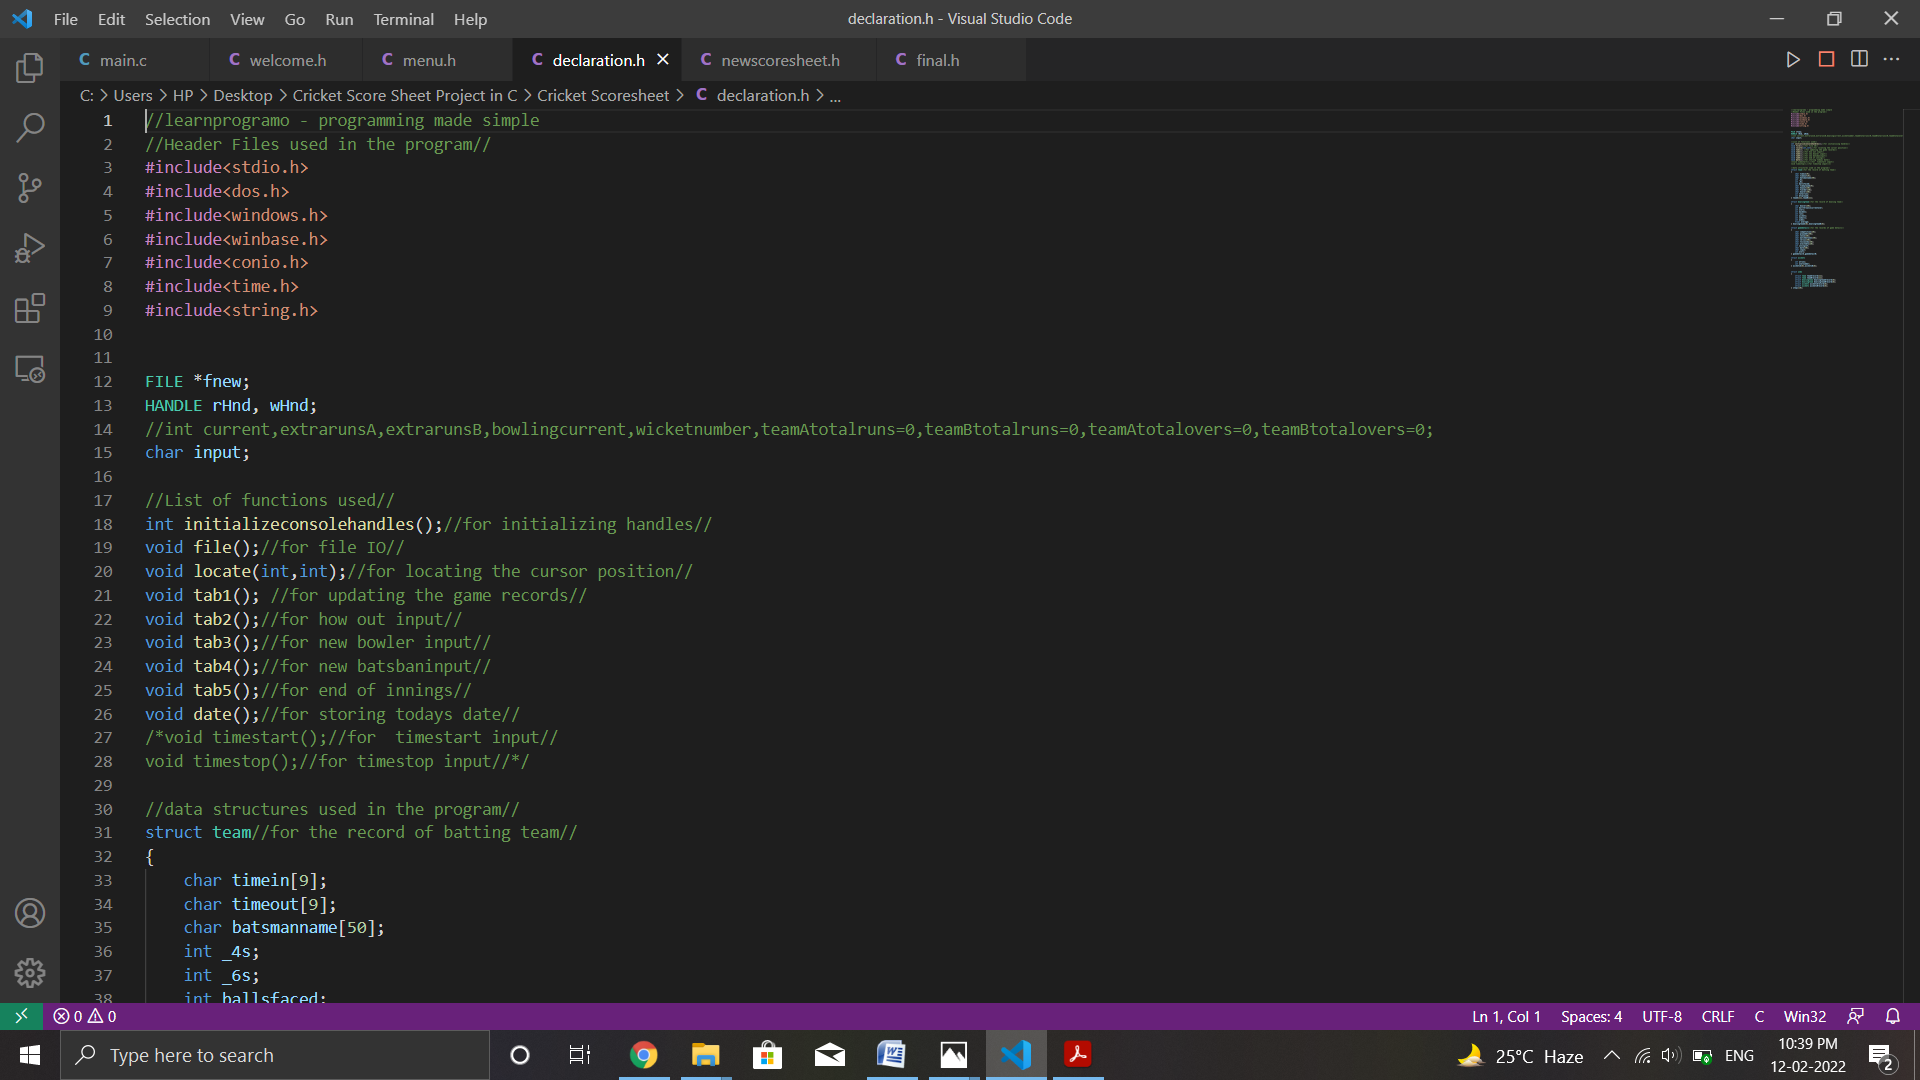 File Edit Selection View Go Run Terminal Help declaration.h - Visual Studio Code
main.c welcome.h menu.h declaration.h newscoresheet.h final.h
C: > Users > HP > Desktop > Cricket Score Sheet Project in C > Cricket Scoresheet > C declaration.h > ...
1 //learnprogramo - programming made simple
2 //Header Files used in the program//
3 #include<stdio.h>
4 #include<dos.h>
5 #include<windows.h>
6 #include<winbase.h>
7 #include<conio.h>
8 #include<time.h>
9 #include<string.h>
10
11
12 FILE *fnew;
13 HANDLE rHnd, wHnd;
14 //int current,extrarunsA,extrarunsB,bowlingcurrent,wicketnumber,teamAtotalruns=0,teamBtotalruns=0,teamAtotalovers=0,teamBtotalovers=0;
15 char input;
16
17 //List of functions used//
18 int initializeconsolehandles();//for initializing handles//
19 void file();//for file IO//
20 void locate(int,int);//for locating the cursor position//
21 void tab1(); //for updating the game records//
22 void tab2();//for how out input//
23 void tab3();//for new bowler input//
24 void tab4();//for new batsbaninput//
25 void tab5();//for end of innings//
26 void date();//for storing todays date//
27 /*void timestart();//for  timestart input//
28 void timestop();//for timestop input//*/
29
30 //data structures used in the program//
31 struct team//for the record of batting team//
32 {
33 char timein[9];
34 char timeout[9];
35 char batsmanname[50];
36 int _4s;
37 int _6s;
38 int ballsfaced;
0 0 Ln 1, Col 1 Spaces: 4 UTF-8 CRLF C Win32
Type here to search 25°C Haze ENG 10:39 PM
12-02-2022 2